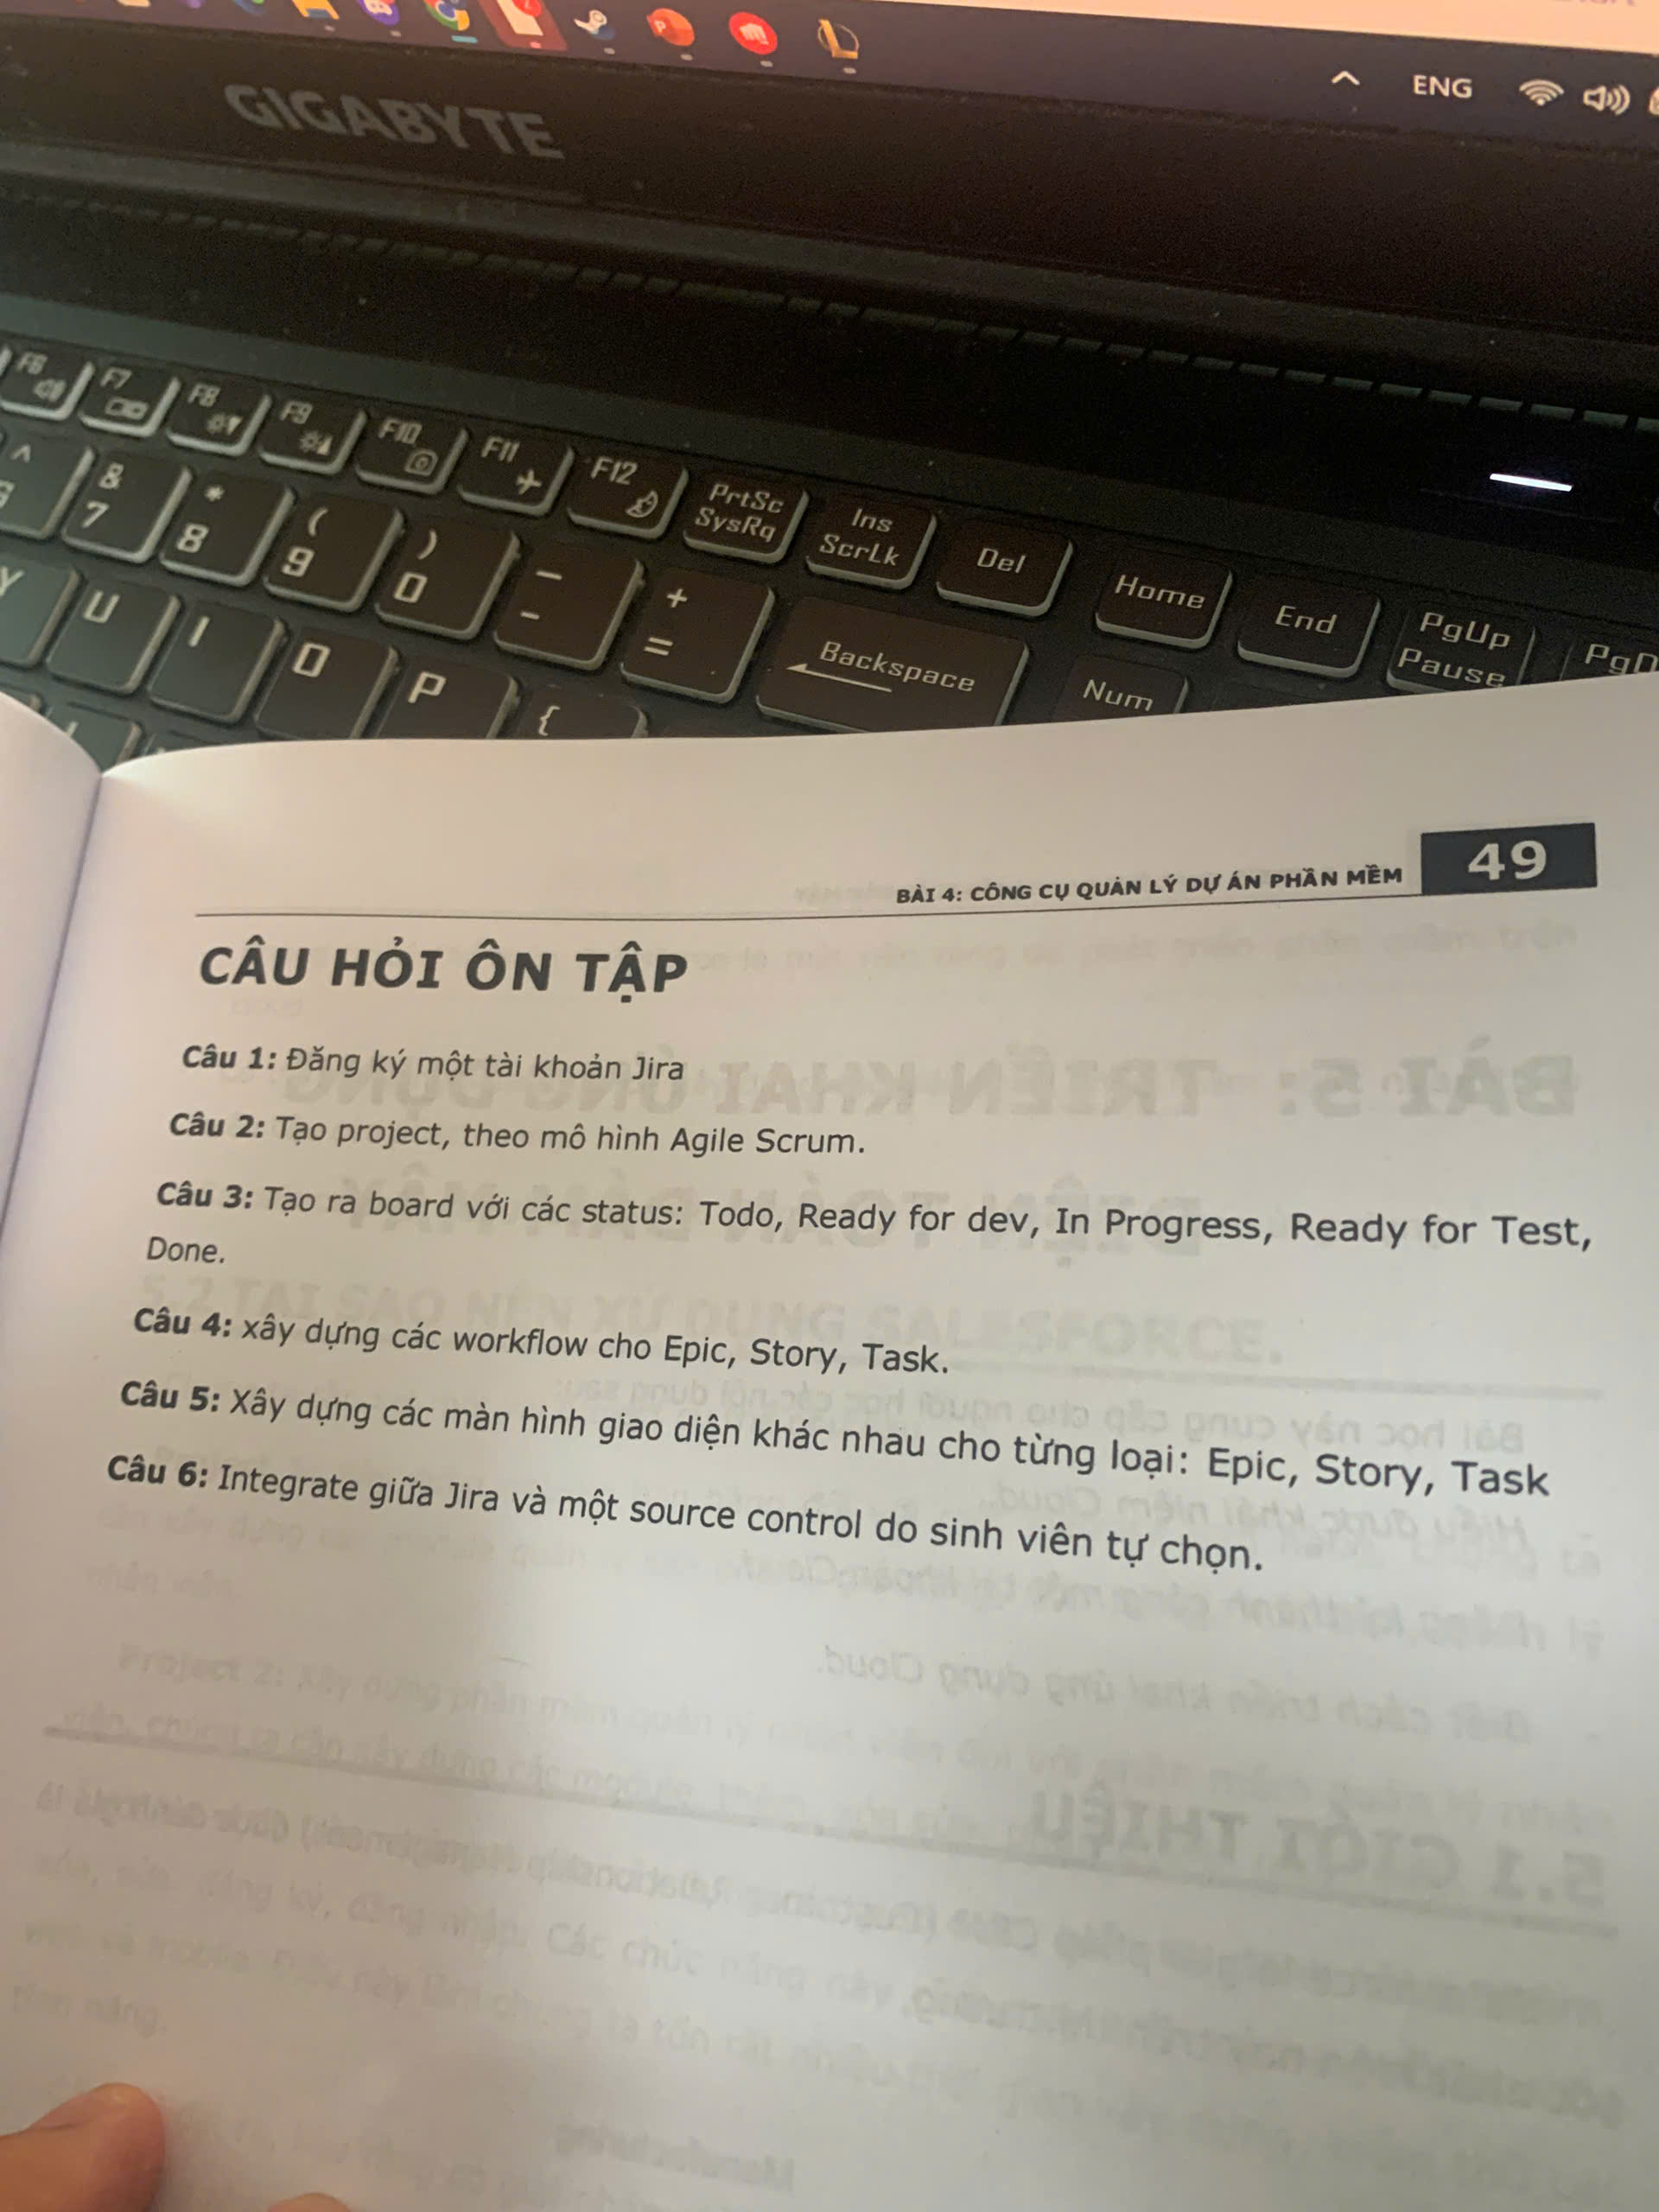 ENG
GIGABYTE
F6 F7 F8 F9 F10 F11 F12 PrtSc SysRq Ins ScrLk Del Home End PgUp Pause
^ & 7 * 8 ( 9 ) 0 _ - + = Backspace Num
Y U I O P {
BÀI 4: CÔNG CỤ QUẢN LÝ DỰ ÁN PHẦN MỀM 49
CÂU HỎI ÔN TẬP
Câu 1: Đăng ký một tài khoản Jira
Câu 2: Tạo project, theo mô hình Agile Scrum.
Câu 3: Tạo ra board với các status: Todo, Ready for dev, In Progress, Ready for Test,
Done.
Câu 4: xây dựng các workflow cho Epic, Story, Task.
Câu 5: Xây dựng các màn hình giao diện khác nhau cho từng loại: Epic, Story, Task
Câu 6: Integrate giữa Jira và một source control do sinh viên tự chọn.